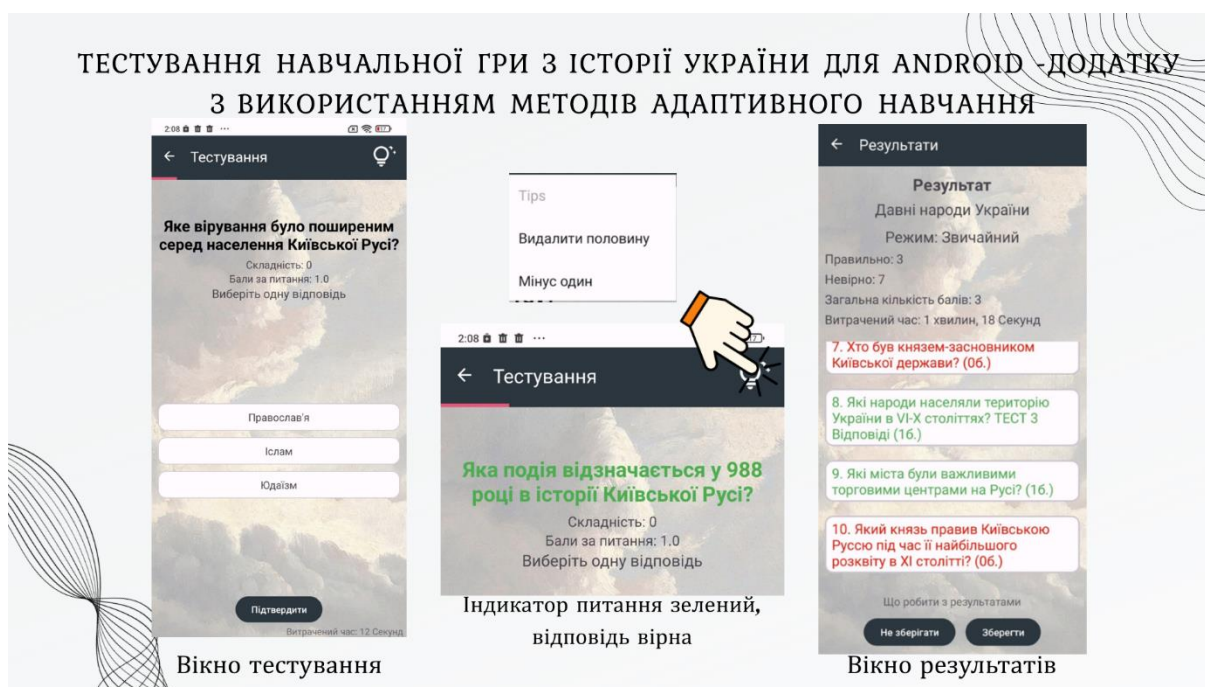 ТЕСТУВАННЯ НАВЧАЛЬНОЇ ГРИ З ІСТОРІЇ УКРАЇНИ ДЛЯ ANDROID -ДОДАТКУ
З ВИКОРИСТАННЯМ МЕТОДІВ АДАПТИВНОГО НАВЧАННЯ
2:08
Тестування
Яке вірування було поширеним
серед населення Київської Русі?
Складність: 0
Бали за питання: 1.0
Виберіть одну відповідь
Православ'я
Іслам
Юдаїзм
Підтвердити
Витрачений час: 12 Секунд
Вікно тестування
Tips
Видалити половину
Мінус один
2:08
Тестування
Яка подія відзначається у 988
році в історії Київської Русі?
Складність: 0
Бали за питання: 1.0
Виберіть одну відповідь
Індикатор питання зелений,
відповідь вірна
Результати
Результат
Давні народи України
Режим: Звичайний
Правильно: 3
Невірно: 7
Загальна кількість балів: 3
Витрачений час: 1 хвилин, 18 Секунд
7. Хто був князем-засновником
Київської держави? (0б.)
8. Які народи населяли територію
України в VI-X століттях? ТЕСТ 3
Відповіді (1б.)
9. Які міста були важливими
торговими центрами на Русі? (1б.)
10. Який князь правив Київською
Руссю під час її найбільшого
розквіту в XI столітті? (0б.)
Що робити з результатами
Не зберігати
Зберегти
Вікно результатів